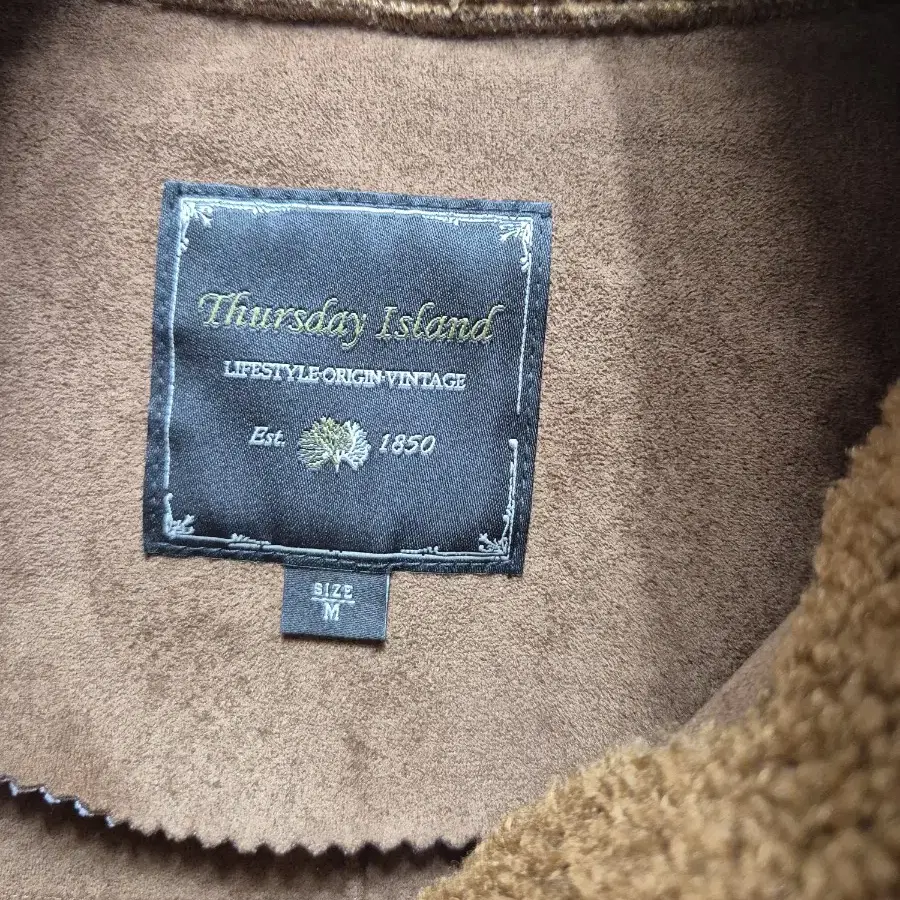 Thursday Island
LIFESTYLE·ORIGIN·VINTAGE
Est. 1850
SIZE
M